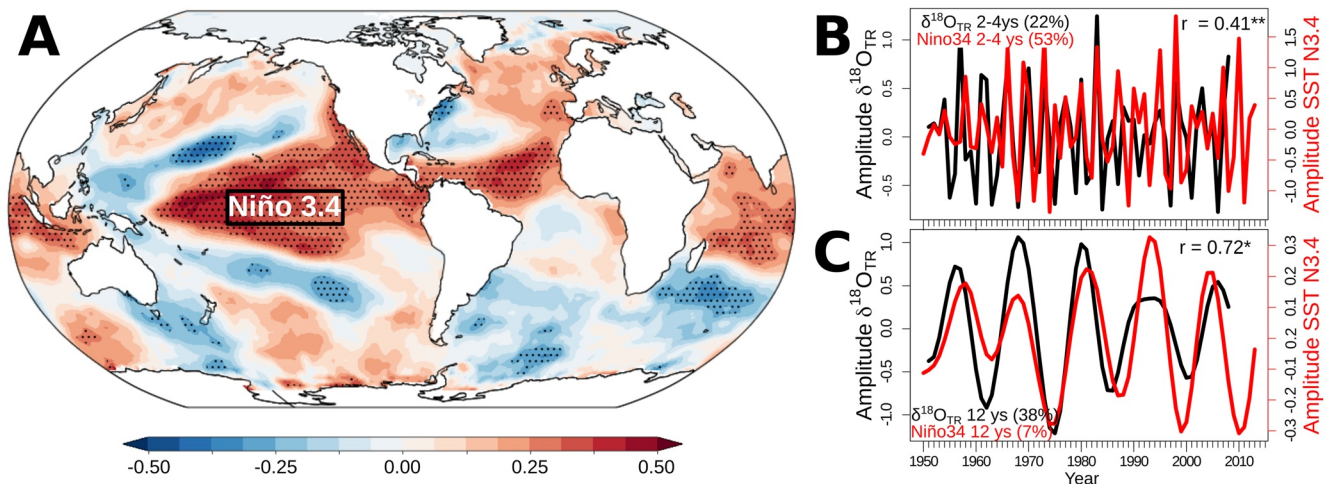 A
Niño 3.4
-0.50 -0.25 0.00 0.25 0.50
B
δ18OTR 2-4ys (22%)
Nino34 2-4 ys (53%)
r = 0.41**
Amplitude δ18OTR
1.0
0.5
0.0
-0.5
1.5
1.0
0.5
0.0
-0.5
-1.0
Amplitude SST N3.4
C
r = 0.72*
Amplitude δ18OTR
1.0
0.5
0.0
-0.5
-1.0
0.3
0.2
0.1
0.2
-0.1
-0.2
-0.3
Amplitude SST N3.4
δ18OTR 12 ys (38%)
Niño34 12 ys (7%)
1950 1960 1970 1980 1990 2000 2010
Year